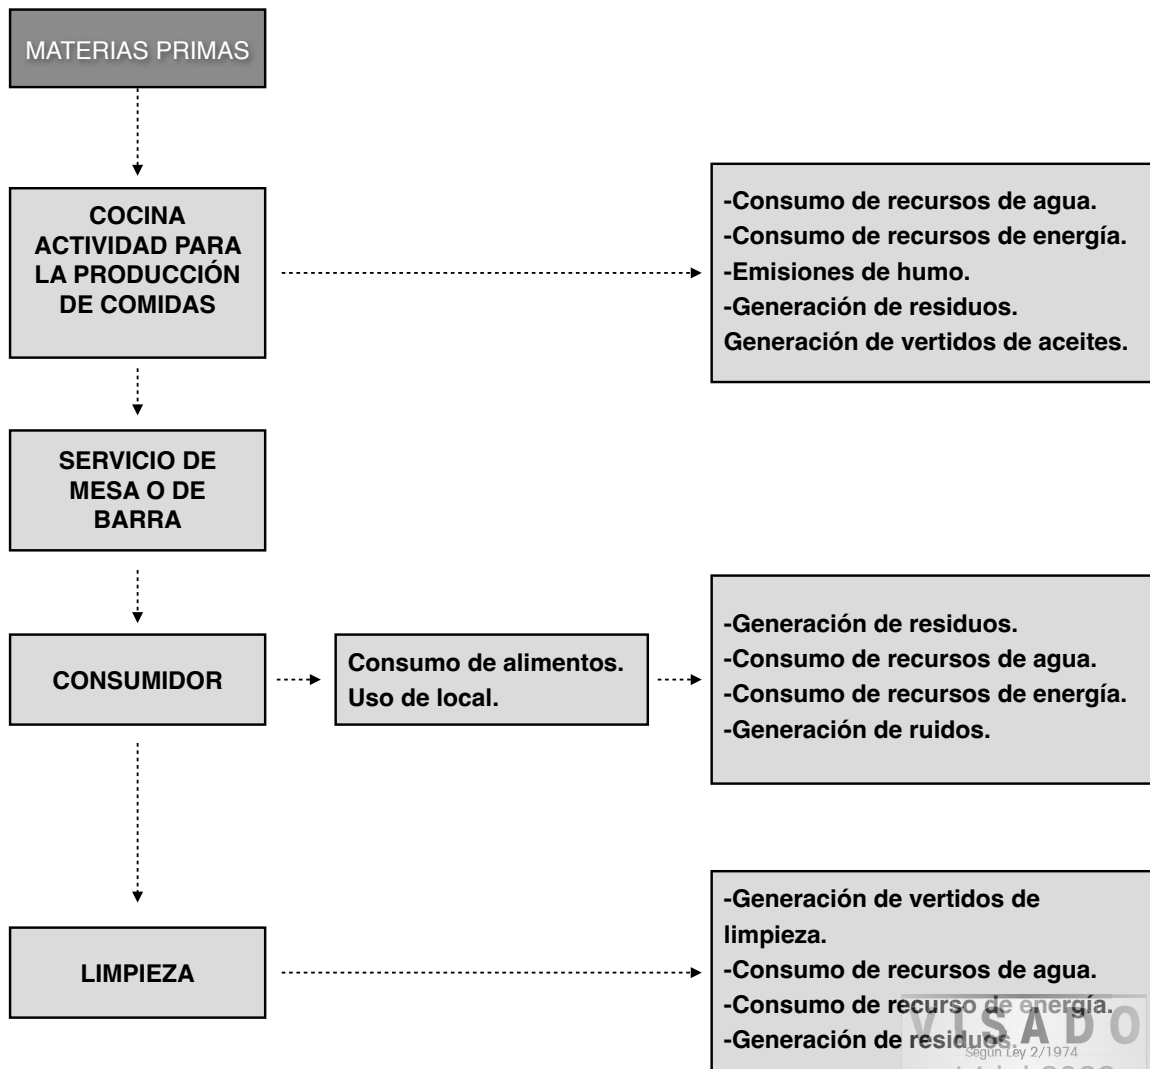 MATERIAS PRIMAS
COCINA
ACTIVIDAD PARA
LA PRODUCCIÓN
DE COMIDAS
-Consumo de recursos de agua.
-Consumo de recursos de energía.
-Emisiones de humo.
-Generación de residuos.
Generación de vertidos de aceites.
SERVICIO DE
MESA O DE
BARRA
CONSUMIDOR
Consumo de alimentos.
Uso de local.
-Generación de residuos.
-Consumo de recursos de agua.
-Consumo de recursos de energía.
-Generación de ruidos.
LIMPIEZA
-Generación de vertidos de
limpieza.
-Consumo de recursos de agua.
-Consumo de recurso de energía.
-Generación de residuos.
VISADO
Según Ley 2/1974